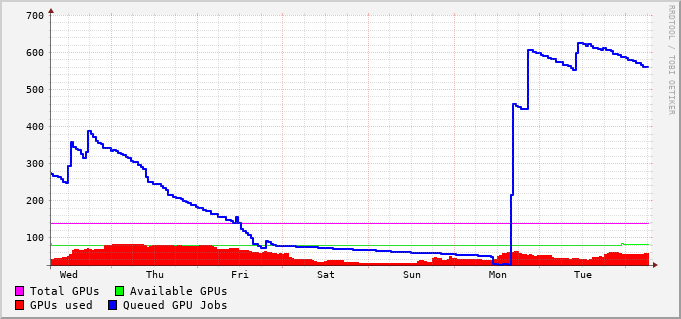 700
600
500
400
300
200
100
Wed Thu Fri Sat Sun Mon Tue
Total GPUs Available GPUs
GPUs used Queued GPU Jobs
RRDTOOL / TOBI OETIKER